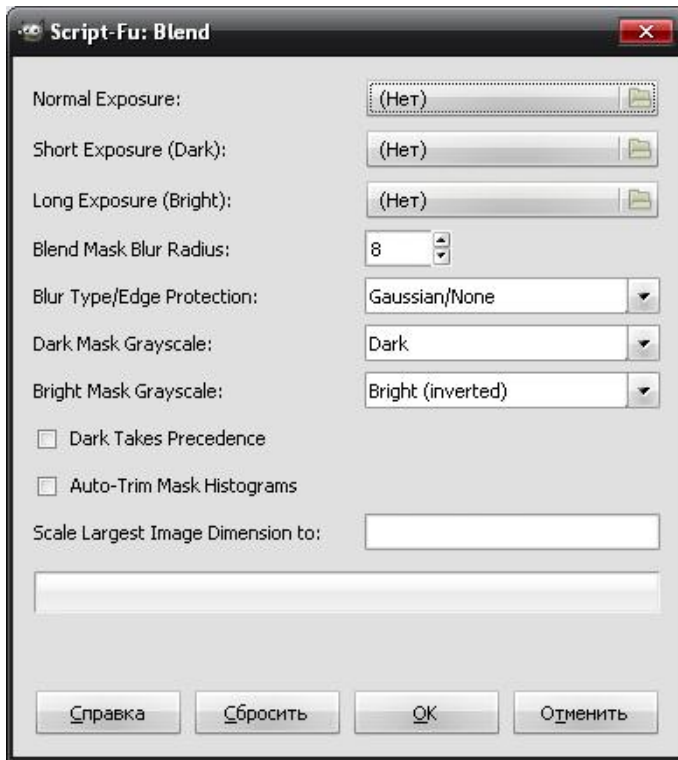 Script-Fu: Blend
Normal Exposure: (Нет)
Short Exposure (Dark): (Нет)
Long Exposure (Bright): (Нет)
Blend Mask Blur Radius: 8
Blur Type/Edge Protection: Gaussian/None
Dark Mask Grayscale: Dark
Bright Mask Grayscale: Bright (inverted)
Dark Takes Precedence
Auto-Trim Mask Histograms
Scale Largest Image Dimension to:
Справка Сбросить OK Отменить